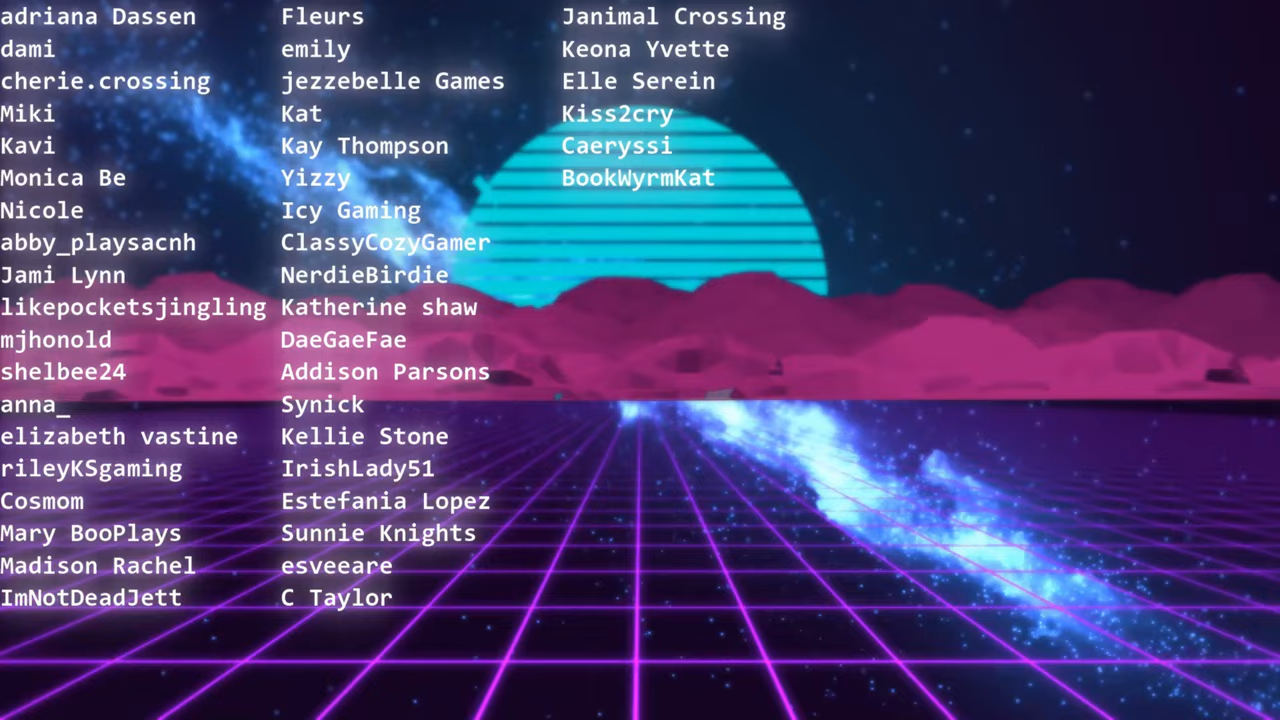 adriana Dassen
dami
cherie.crossing
Miki
Kavi
Monica Be
Nicole
abby_playsacnh
Jami Lynn
likepocketsjingling
mjhonold
shelbee24
anna_
elizabeth vastine
rileyKSgaming
Cosmom
Mary BooPlays
Madison Rachel
ImNotDeadJett
Fleurs
emily
jezzebelle Games
Kat
Kay Thompson
Yizzy
Icy Gaming
ClassyCozyGamer
NerdieBirdie
Katherine shaw
DaeGaeFae
Addison Parsons
Synick
Kellie Stone
IrishLady51
Estefania Lopez
Sunnie Knights
esveeare
C Taylor
Janimal Crossing
Keona Yvette
Elle Serein
Kiss2cry
Caeryssi
BookWyrmKat